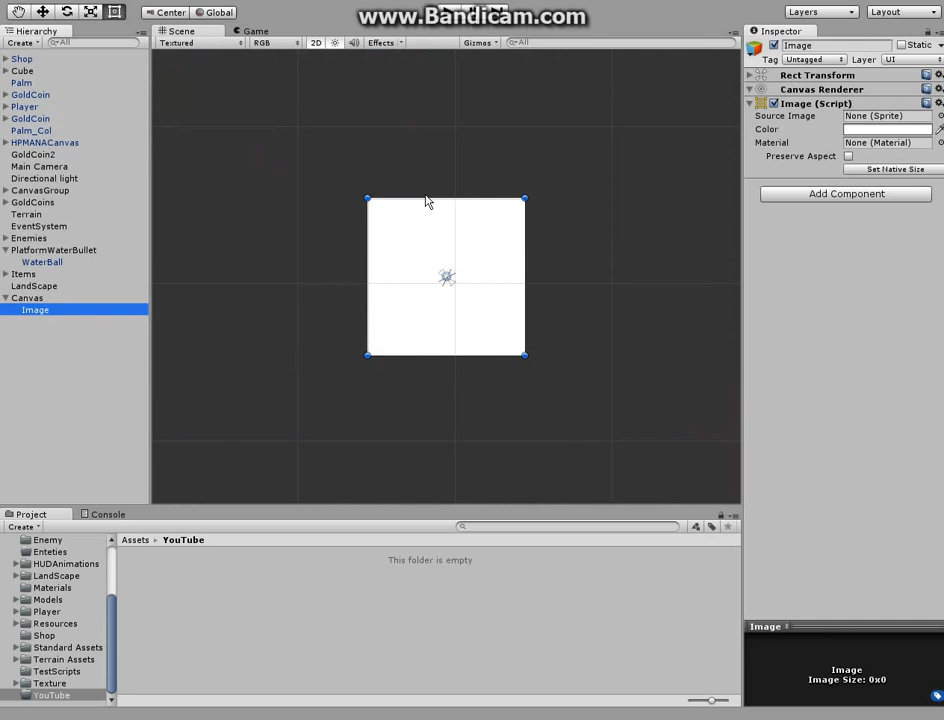 www.Bandicam.com
Center Global Layers Layout
Hierarchy
Create All
Shop
Cube
Palm
GoldCoin
Player
GoldCoin
Palm_Col
HPMANACanvas
GoldCoin2
Main Camera
Directional light
CanvasGroup
GoldCoins
Terrain
EventSystem
Enemies
PlatformWaterBullet
WaterBall
Items
LandScape
Canvas
Image
Scene Game
Textured RGB 2D Effects Gizmos All
Inspector
Image Static
Tag Untagged Layer UI
Rect Transform
Canvas Renderer
Image (Script)
Source Image None (Sprite)
Color
Material None (Material)
Preserve Aspect
Set Native Size
Add Component
Project Console
Create
Enemy
Enteties
HUDAnimations
LandScape
Materials
Models
Player
Resources
Shop
Standard Assets
Terrain Assets
TestScripts
Texture
YouTube
Assets YouTube
This folder is empty
Image
Image
Image Size: 0x0